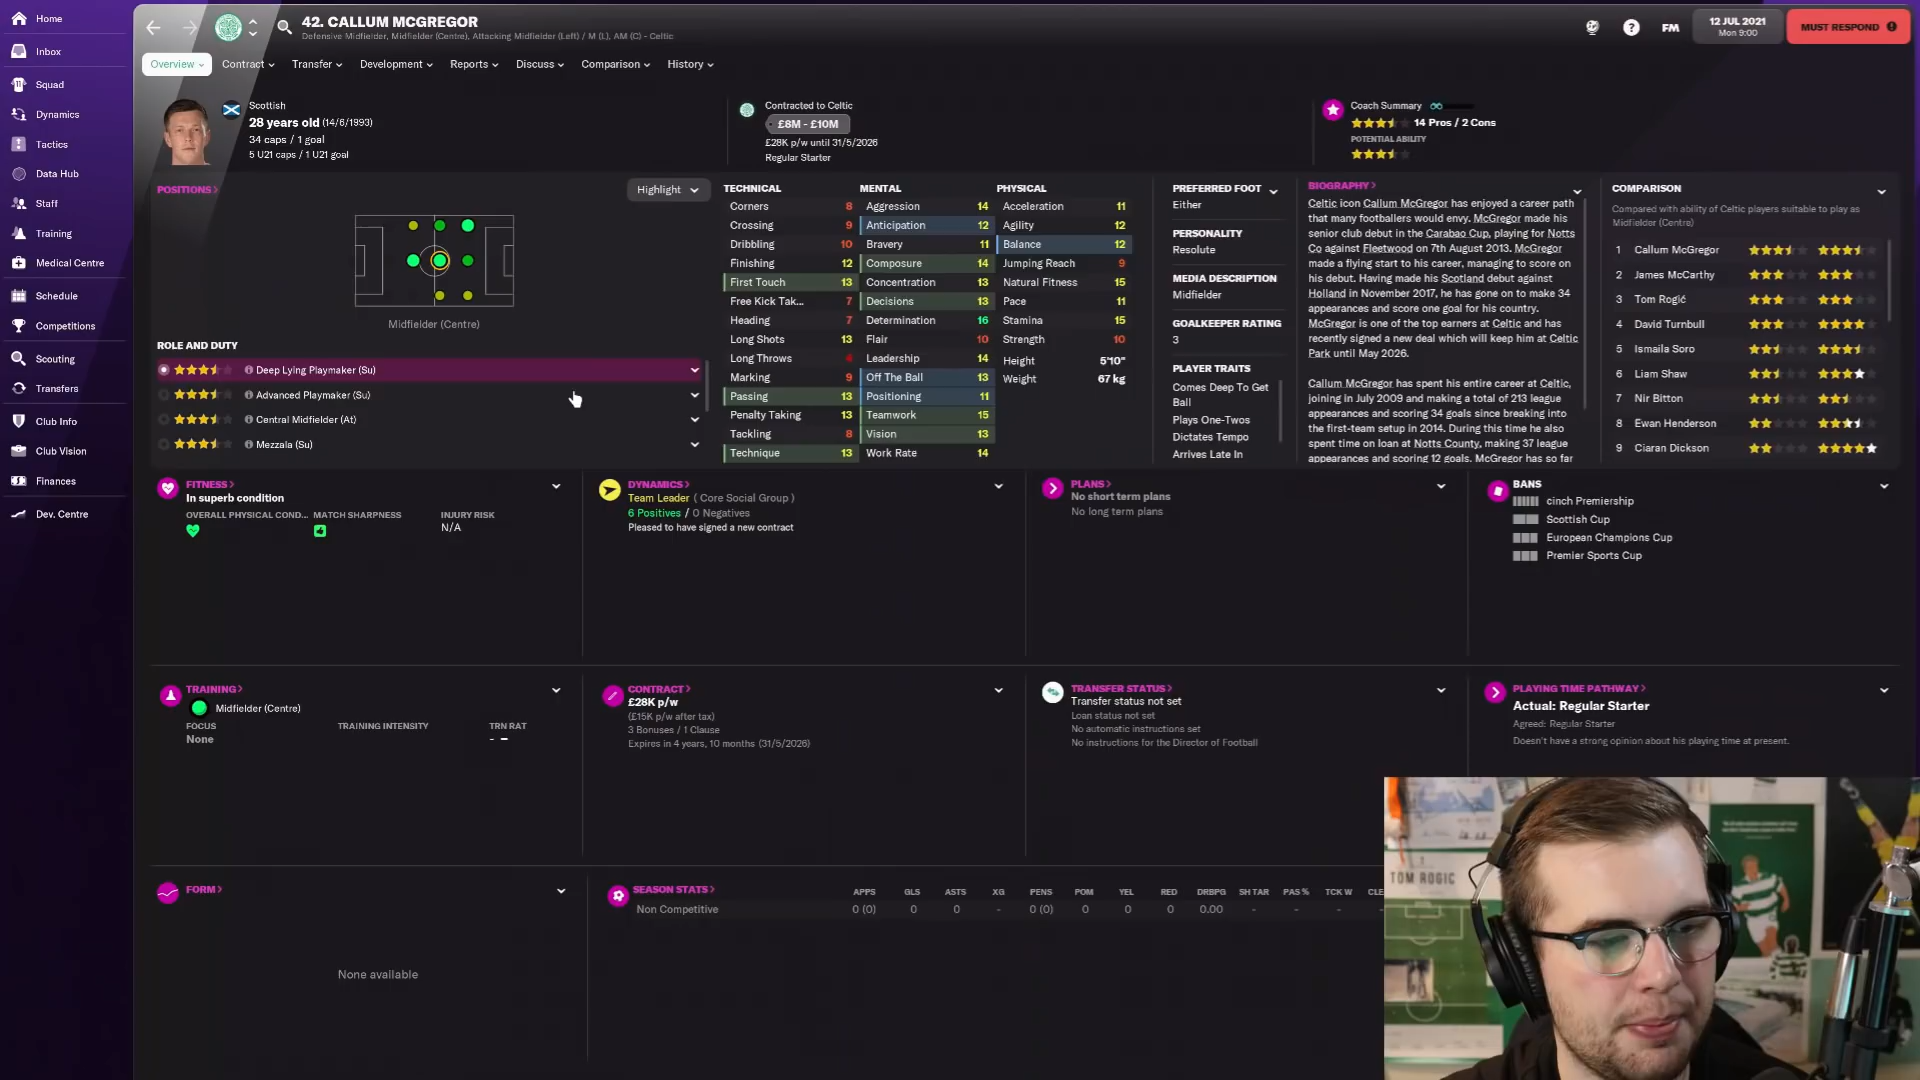 Home
Inbox
Squad
Dynamics
Tactics
Data Hub
Staff
Training
Medical Centre
Schedule
Competitions
Scouting
Transfers
Club Info
Club Vision
Finances
Dev. Centre
42. CALLUM MCGREGOR
Defensive Midfielder, Midfielder (Centre), Attacking Midfielder (Left) / M (L), AM (C) - Celtic
FM
12 JUL 2021
Mon 9:00
MUST RESPOND
Overview
Contract
Transfer
Development
Reports
Discuss
Comparison
History
Scottish
28 years old (14/6/1993)
34 caps / 1 goal
5 U21 caps / 1 U21 goal
Contracted to Celtic
£8M - £10M
£28K p/w until 31/5/2026
Regular Starter
Coach Summary
14 Pros / 2 Cons
POTENTIAL ABILITY
POSITIONS
Highlight
Midfielder (Centre)
ROLE AND DUTY
Deep Lying Playmaker (Su)
Advanced Playmaker (Su)
Central Midfielder (At)
Mezzala (Su)
TECHNICAL
Corners 8
Crossing 9
Dribbling 10
Finishing 12
First Touch 13
Free Kick Tak... 7
Heading 7
Long Shots 13
Long Throws 4
Marking 9
Passing 13
Penalty Taking 13
Tackling 8
Technique 13
MENTAL
Aggression 14
Anticipation 12
Bravery 11
Composure 14
Concentration 13
Decisions 13
Determination 16
Flair 10
Leadership 14
Off The Ball 13
Positioning 11
Teamwork 15
Vision 13
Work Rate 14
PHYSICAL
Acceleration 11
Agility 12
Balance 12
Jumping Reach 9
Natural Fitness 15
Pace 11
Stamina 15
Strength 10
Height 5'10"
Weight 67 kg
PREFERRED FOOT
Either
PERSONALITY
Resolute
MEDIA DESCRIPTION
Midfielder
GOALKEEPER RATING
3
PLAYER TRAITS
Comes Deep To Get
Ball
Plays One-Twos
Dictates Tempo
Arrives Late In
BIOGRAPHY
Celtic icon Callum McGregor has enjoyed a career path
that many footballers would envy. McGregor made his
senior club debut in the Carabao Cup, playing for Notts
Co against Fleetwood on 7th August 2013. McGregor
made a flying start to his career, managing to score on
his debut. Having made his Scotland debut against
Holland in November 2017, he has gone on to make 34
appearances and score one goal for his country.
McGregor is one of the top earners at Celtic and has
recently signed a new deal which will keep him at Celtic
Park until May 2026.
Callum McGregor has spent his entire career at Celtic,
joining in July 2009 and making a total of 213 league
appearances and scoring 34 goals since breaking into
the first-team setup in 2014. During this time he also
spent time on loan at Notts County, making 37 league
appearances and scoring 12 goals. McGregor has so far
COMPARISON
Compared with ability of Celtic players suitable to play as
Midfielder (Centre)
1 Callum McGregor
2 James McCarthy
3 Tom Rogić
4 David Turnbull
5 Ismaila Soro
6 Liam Shaw
7 Nir Bitton
8 Ewan Henderson
9 Ciaran Dickson
FITNESS
In superb condition
OVERALL PHYSICAL COND... MATCH SHARPNESS INJURY RISK
N/A
DYNAMICS
Team Leader ( Core Social Group )
6 Positives / 0 Negatives
Pleased to have signed a new contract
PLANS
No short term plans
No long term plans
BANS
cinch Premiership
Scottish Cup
European Champions Cup
Premier Sports Cup
TRAINING
Midfielder (Centre)
FOCUS TRAINING INTENSITY TRN RAT
None - -
CONTRACT
£28K p/w
(£15K p/w after tax)
3 Bonuses / 1 Clause
Expires in 4 years, 10 months (31/5/2026)
TRANSFER STATUS
Transfer status not set
Loan status not set
No automatic instructions set
No instructions for the Director of Football
PLAYING TIME PATHWAY
Actual: Regular Starter
Agreed: Regular Starter
Doesn't have a strong opinion about his playing time at present.
FORM
None available
SEASON STATS APPS GLS ASTS XG PENS POM YEL RED DRBPG SH TAR PAS % TCK W CLE
Non Competitive 0 (0) 0 0 - 0 (0) 0 0 0 0.00 - - - -
TOM ROGIC